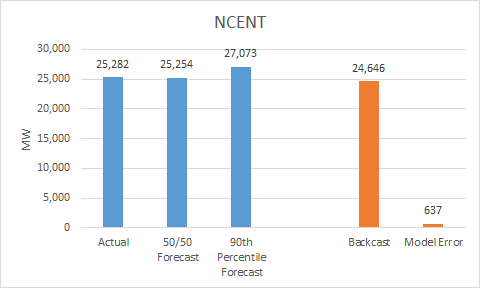 NCENT
30,000
25,000
20,000
15,000
10,000
5,000
0
MW
25,282
25,254
27,073
24,646
637
Actual
50/50
Forecast
90th
Percentile
Forecast
Backcast
Model Error